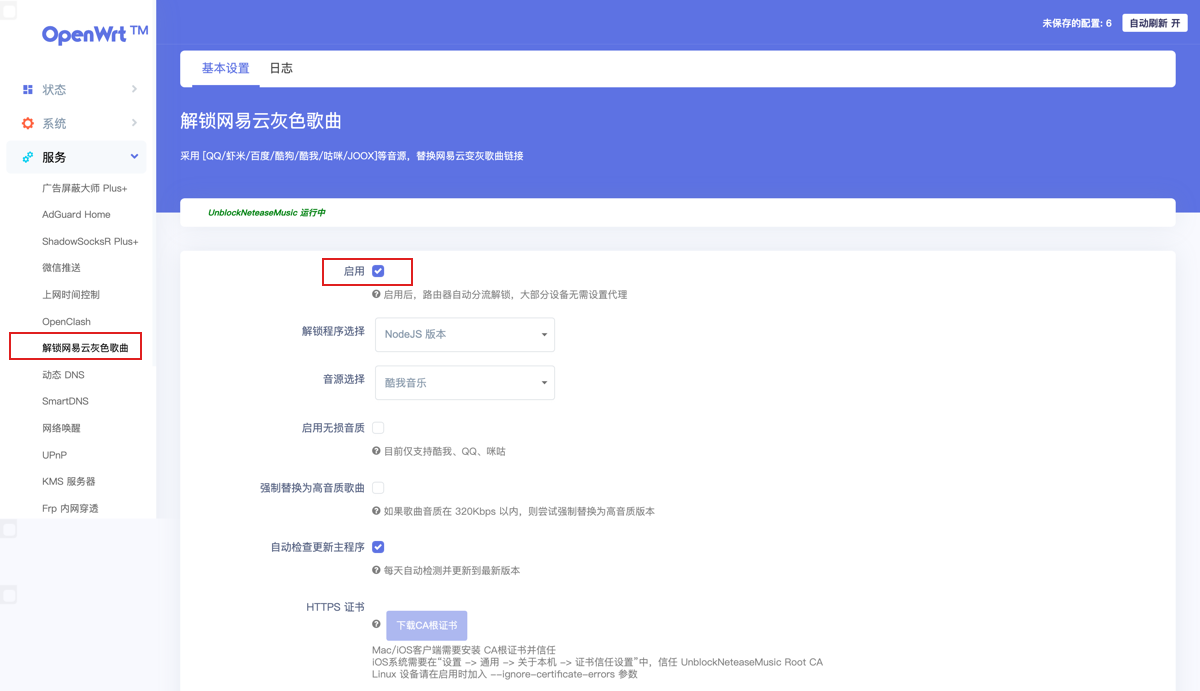 OpenWrt ™
未保存的配置: 6
自动刷新 开
状态
系统
服务
广告屏蔽大师 Plus+
AdGuard Home
ShadowSocksR Plus+
微信推送
上网时间控制
OpenClash
解锁网易云灰色歌曲
动态 DNS
SmartDNS
网络唤醒
UPnP
KMS 服务器
Frp 内网穿透
基本设置
日志
解锁网易云灰色歌曲
采用 [QQ/虾米/百度/酷狗/酷我/咕咪/JOOX]等音源，替换网易云变灰歌曲链接
UnblockNeteaseMusic 运行中
启用
启用后，路由器自动分流解锁，大部分设备无需设置代理
解锁程序选择
NodeJS 版本
音源选择
酷我音乐
启用无损音质
目前仅支持酷我、QQ、咪咕
强制替换为高音质歌曲
如果歌曲音质在 320Kbps 以内，则尝试强制替换为高音质版本
自动检查更新主程序
每天自动检测并更新到最新版本
HTTPS 证书
下载CA根证书
Mac/iOS客户端需要安装 CA根证书并信任
iOS系统需要在“设置 -> 通用 -> 关于本机 -> 证书信任设置”中，信任 UnblockNeteaseMusic Root CA
Linux 设备请在启用时加入 --ignore-certificate-errors 参数